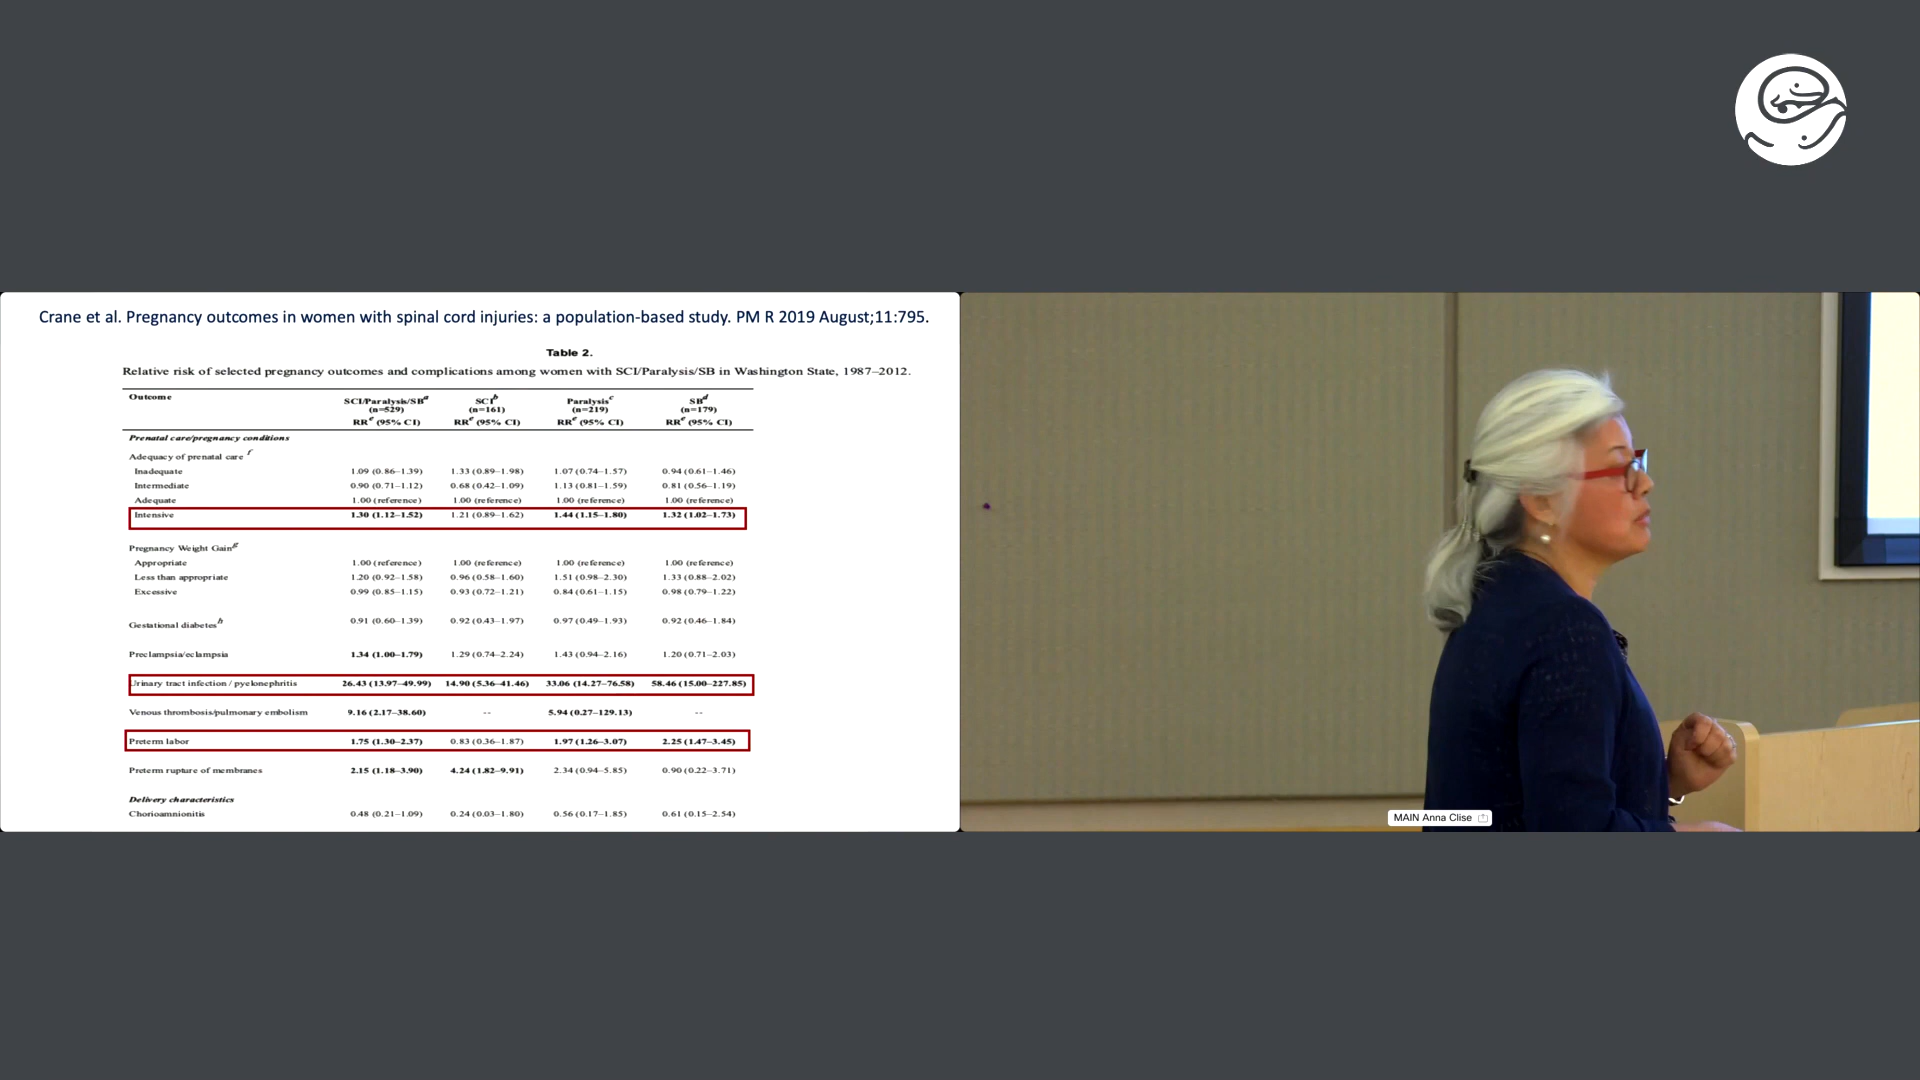 Crane et al. Pregnancy outcomes in women with spinal cord injuries: a population-based study. PM R 2019 August;11:795.
Table 2.
Relative risk of selected pregnancy outcomes and complications among women with SCI/Paralysis/SB in Washington State, 1987–2012.
Outcome SCI/Paralysis/SBᵃ SCIᵇ Paralysisᶜ SBᵈ
(n=529) (n=161) (n=219) (n=179)
RRᵉ (95% CI) RRᵉ (95% CI) RRᵉ (95% CI) RRᵉ (95% CI)
Prenatal care/pregnancy conditions
Adequacy of prenatal care ᶠ
Inadequate 1.09 (0.86–1.39) 1.33 (0.89–1.98) 1.07 (0.74–1.57) 0.94 (0.61–1.46)
Intermediate 0.90 (0.71–1.12) 0.68 (0.42–1.09) 1.13 (0.81–1.59) 0.81 (0.56–1.19)
Adequate 1.00 (reference) 1.00 (reference) 1.00 (reference) 1.00 (reference)
Intensive 1.30 (1.12–1.52) 1.21 (0.89–1.62) 1.44 (1.15–1.80) 1.32 (1.02–1.73)
Pregnancy Weight Gainᵍ
Appropriate 1.00 (reference) 1.00 (reference) 1.00 (reference) 1.00 (reference)
Less than appropriate 1.20 (0.92–1.58) 0.96 (0.58–1.60) 1.51 (0.98–2.30) 1.33 (0.88–2.02)
Excessive 0.99 (0.85–1.15) 0.93 (0.72–1.21) 0.84 (0.61–1.15) 0.98 (0.79–1.22)
Gestational diabetesʰ 0.91 (0.60–1.39) 0.92 (0.43–1.97) 0.97 (0.49–1.93) 0.92 (0.46–1.84)
Preclampsia/eclampsia 1.34 (1.00–1.79) 1.29 (0.74–2.24) 1.43 (0.94–2.16) 1.20 (0.71–2.03)
Urinary tract infection / pyelonephritis 26.43 (13.97–49.99) 14.90 (5.36–41.46) 33.06 (14.27–76.58) 58.46 (15.00–227.85)
Venous thrombosis/pulmonary embolism 9.16 (2.17–38.60) -- 5.94 (0.27–129.13) --
Preterm labor 1.75 (1.30–2.37) 0.83 (0.36–1.87) 1.97 (1.26–3.07) 2.25 (1.47–3.45)
Preterm rupture of membranes 2.15 (1.18–3.90) 4.24 (1.82–9.91) 2.34 (0.94–5.85) 0.90 (0.22–3.71)
Delivery characteristics
Chorioamnionitis 0.48 (0.21–1.09) 0.24 (0.03–1.80) 0.56 (0.17–1.85) 0.61 (0.15–2.54)
MAIN Anna Clise